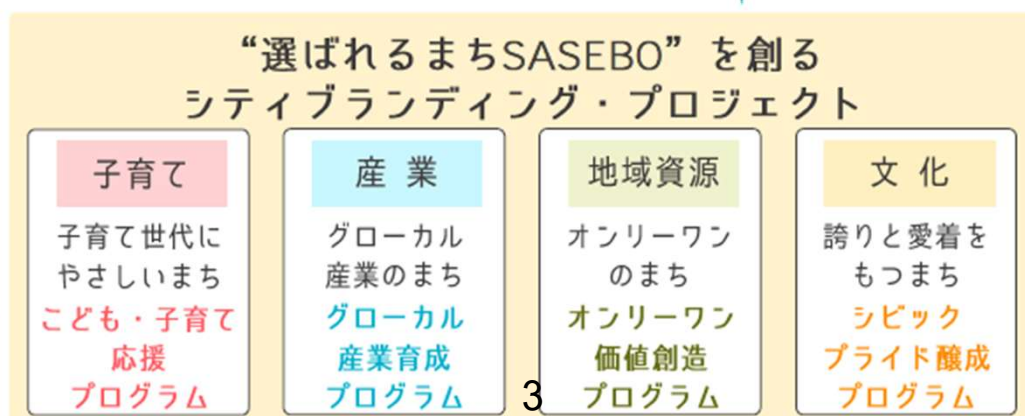 “選ばれるまちSASEBO”を創る
シティブランディング・プロジェクト
子育て
子育て世代に
やさしいまち
こども・子育て
応援
プログラム
産 業
グローカル
産業のまち
グローカル
産業育成
プログラム
地域資源
オンリーワン
のまち
オンリーワン
価値創造
プログラム
文 化
誇りと愛着を
もつまち
シビック
プライド醸成
プログラム
3